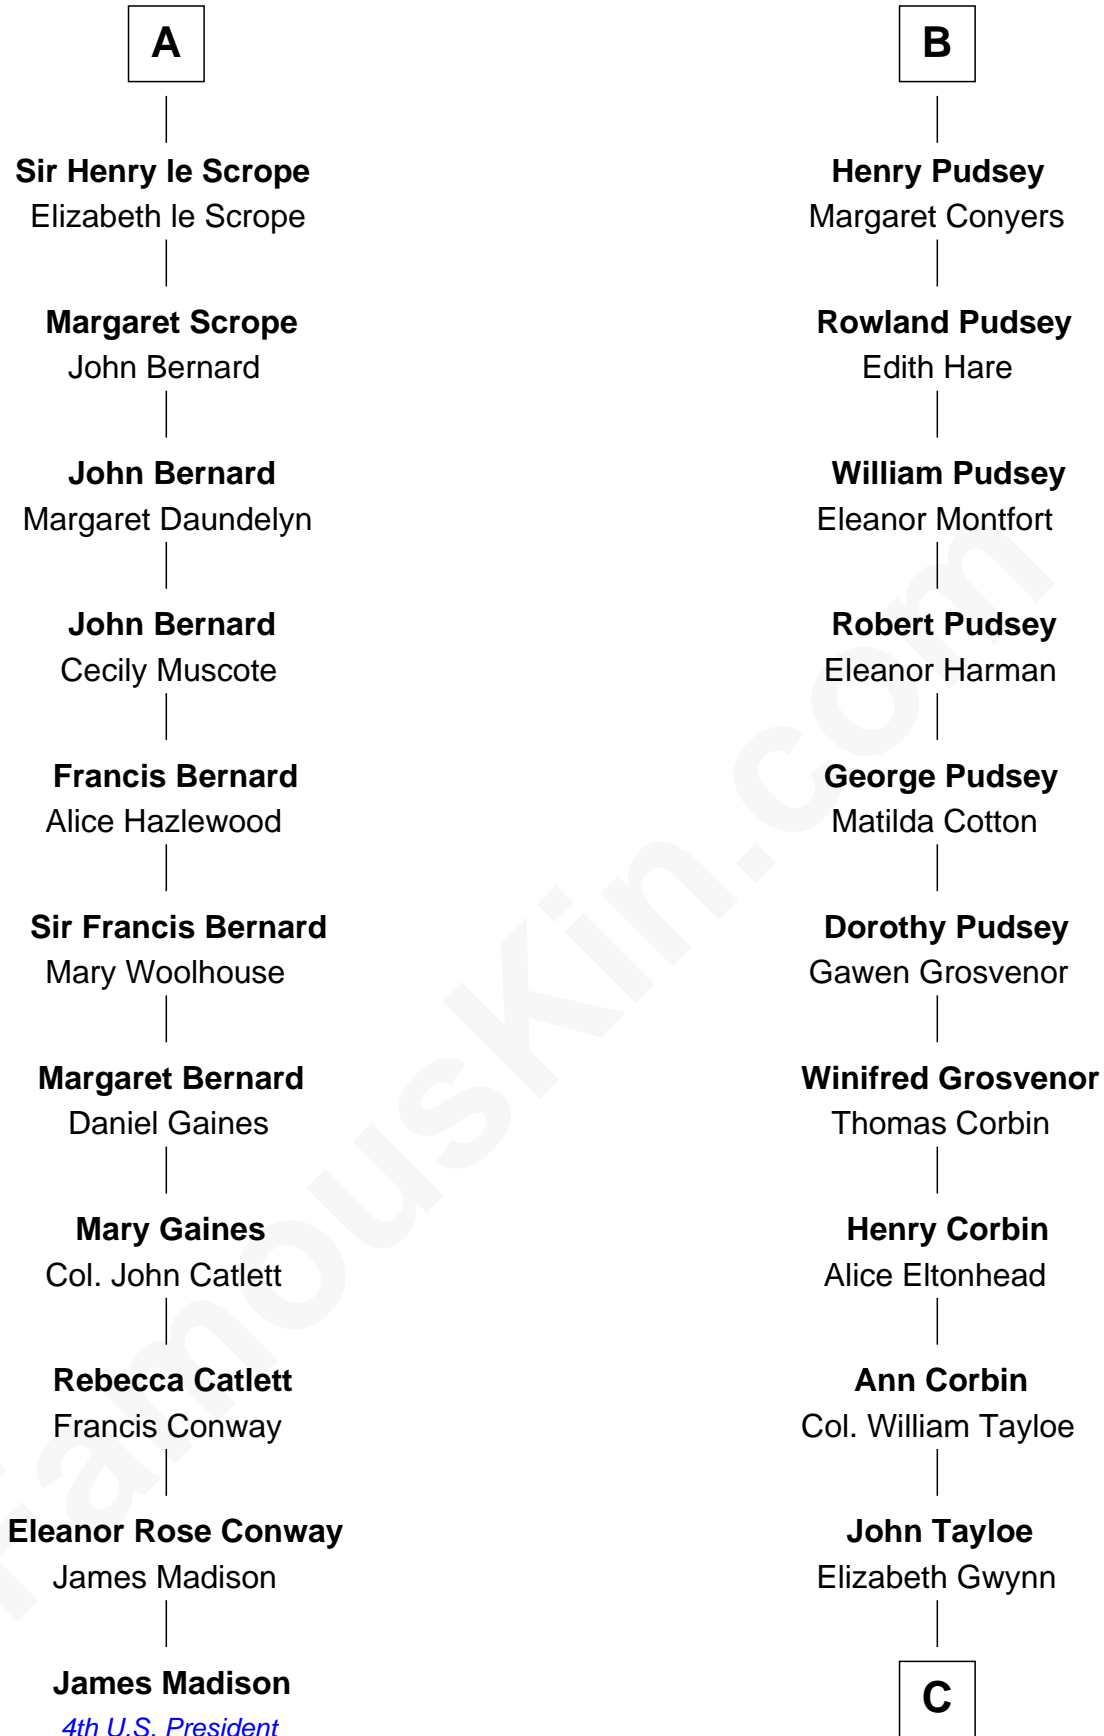 A
Sir Henry le Scrope
Elizabeth le Scrope
Margaret Scrope
John Bernard
John Bernard
Margaret Daundelyn
John Bernard
Cecily Muscote
Francis Bernard
Alice Hazlewood
Sir Francis Bernard
Mary Woolhouse
Margaret Bernard
Daniel Gaines
Mary Gaines
Col. John Catlett
Rebecca Catlett
Francis Conway
Eleanor Rose Conway
James Madison
James Madison
4th U.S. President
B
Henry Pudsey
Margaret Conyers
Rowland Pudsey
Edith Hare
William Pudsey
Eleanor Montfort
Robert Pudsey
Eleanor Harman
George Pudsey
Matilda Cotton
Dorothy Pudsey
Gawen Grosvenor
Winifred Grosvenor
Thomas Corbin
Henry Corbin
Alice Eltonhead
Ann Corbin
Col. William Tayloe
John Tayloe
Elizabeth Gwynn
C
FamousKin.com